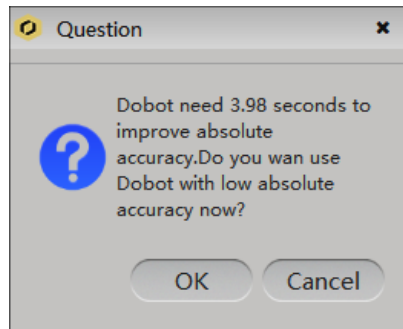 Question
Dobot need 3.98 seconds to
improve absolute
accuracy.Do you wan use
Dobot with low absolute
accuracy now?
OK Cancel